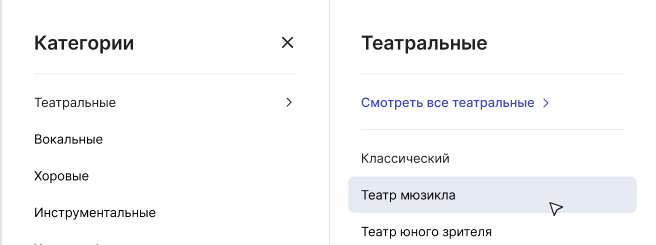 Категории
Театральные
Вокальные
Хоровые
Инструментальные
Театральные
Смотреть все театральные
Классический
Театр мюзикла
Театр юного зрителя